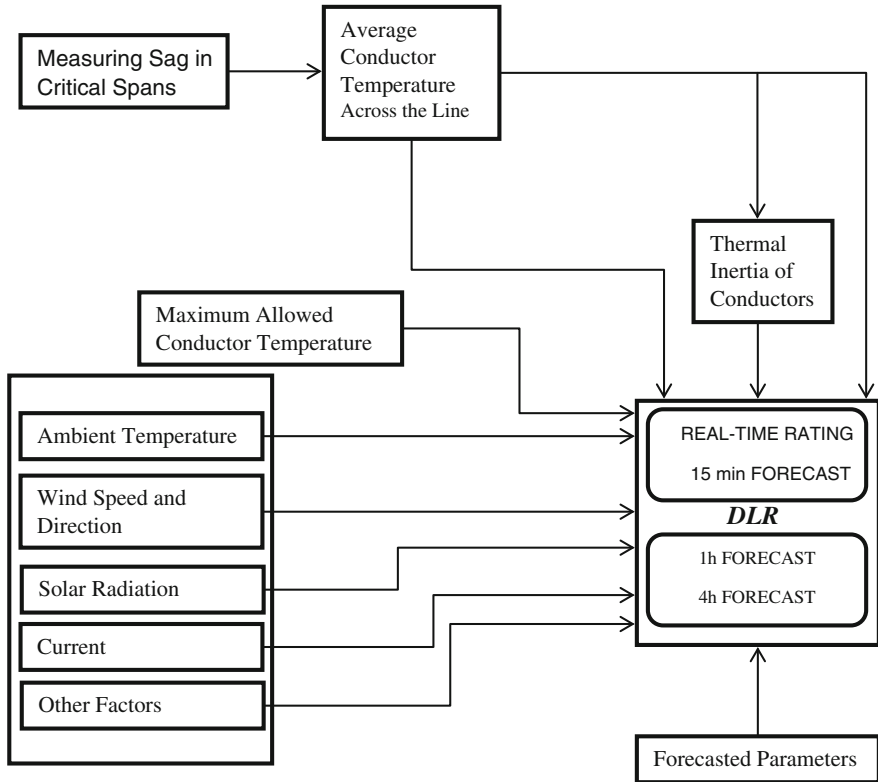 Measuring Sag in
Critical Spans
Average
Conductor
Temperature
Across the Line
Thermal
Inertia of
Conductors
Maximum Allowed
Conductor Temperature
Ambient Temperature
Wind Speed and
Direction
Solar Radiation
Current
Other Factors
REAL-TIME RATING
15 min FORECAST
DLR
1h FORECAST
4h FORECAST
Forecasted Parameters